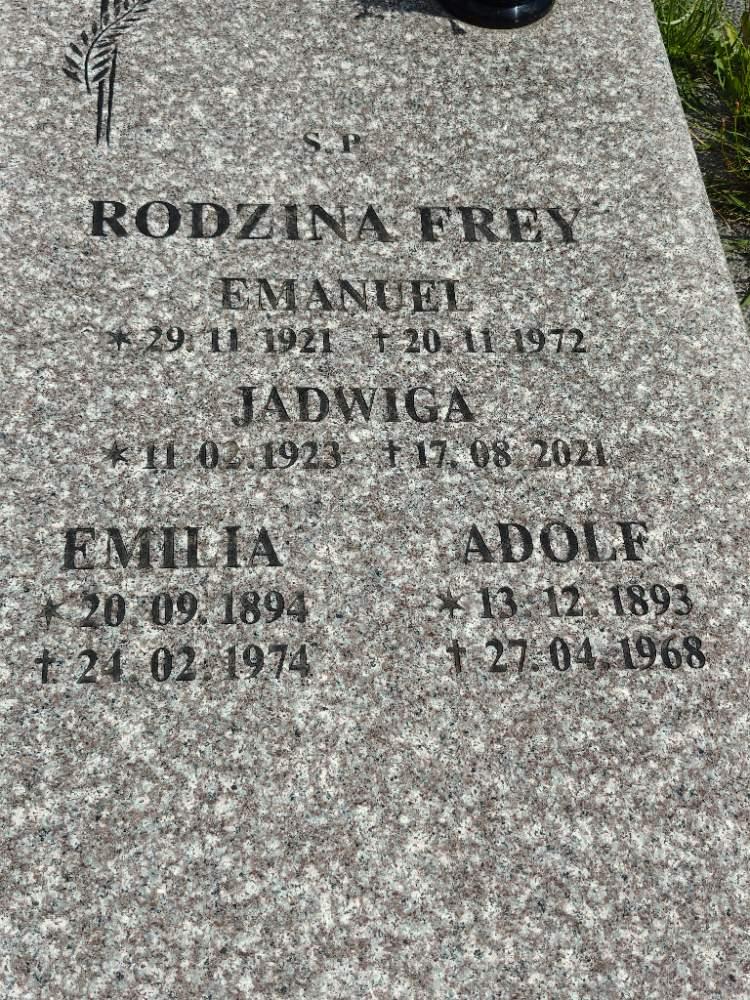 S. P
RODZINA FREY
EMANUEL
* 29. 11. 1921 † 20. 11. 1972
JADWIGA
* 11. 02. 1923 † 17. 08. 2021
EMILIA
* 20. 09. 1894
† 24. 02. 1974
ADOLF
* 13. 12. 1893
† 27. 04. 1968